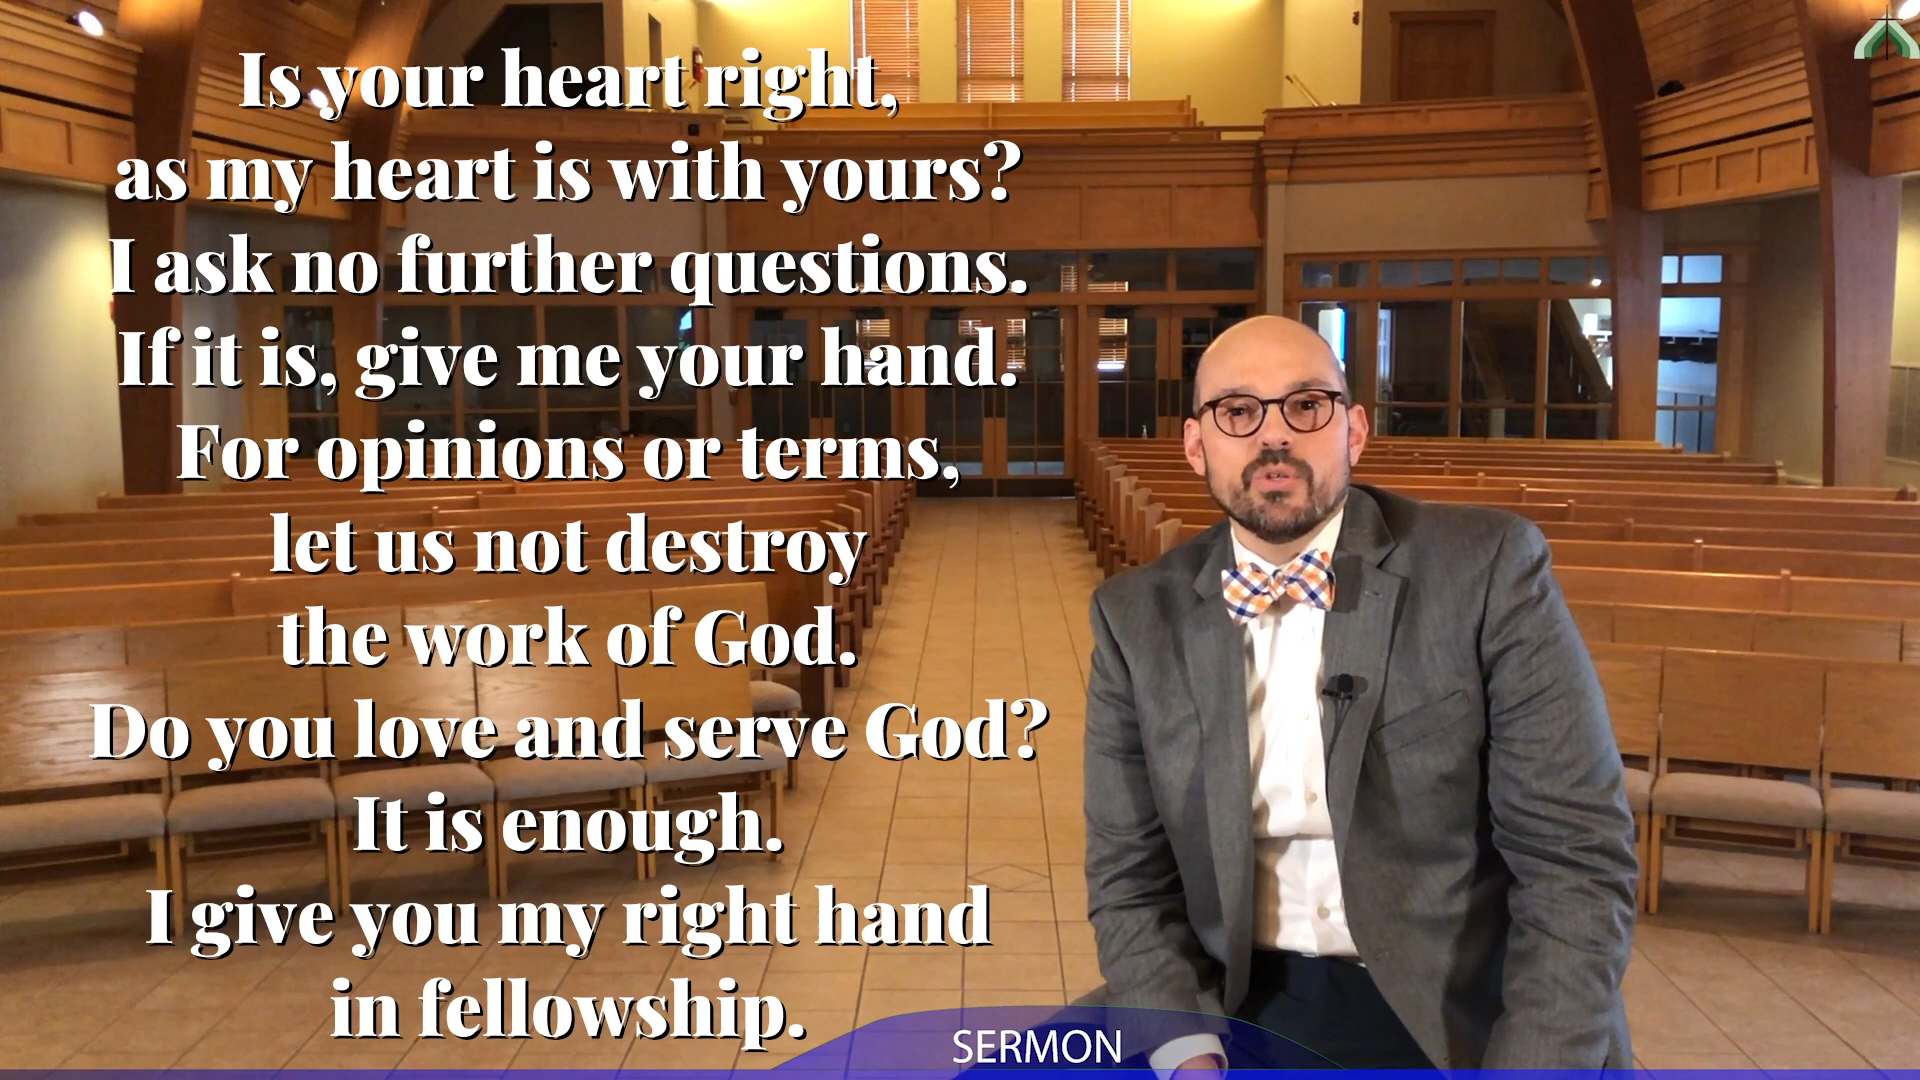 Is your heart right,
as my heart is with yours?
I ask no further questions.
If it is, give me your hand.
For opinions or terms,
let us not destroy
the work of God.
Do you love and serve God?
It is enough.
I give you my right hand
in fellowship.
SERMON